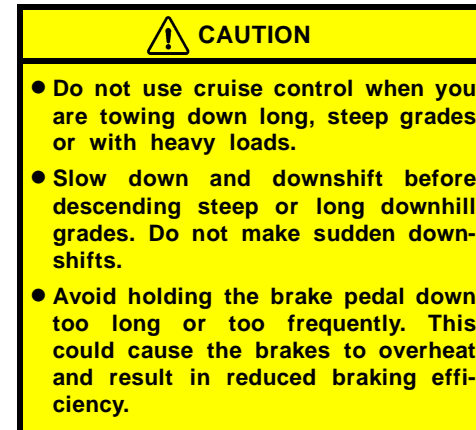 CAUTION
● Do not use cruise control when you
are towing down long, steep grades
or with heavy loads.
● Slow down and downshift before
descending steep or long downhill
grades. Do not make sudden down-
shifts.
● Avoid holding the brake pedal down
too long or too frequently. This
could cause the brakes to overheat
and result in reduced braking effi-
ciency.